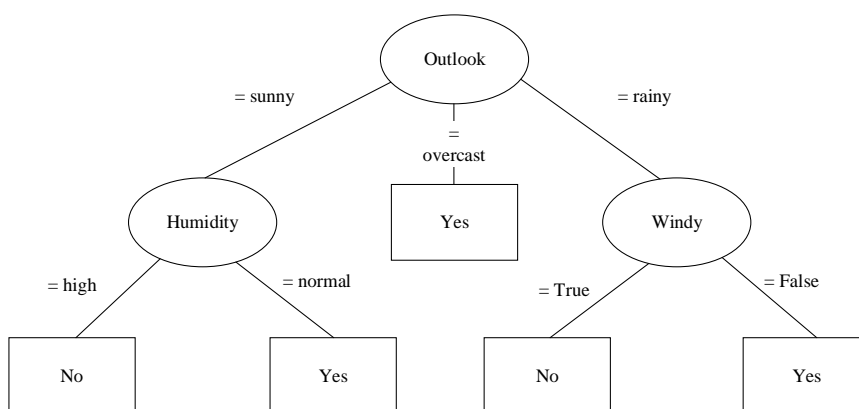 Outlook
= sunny
= rainy
=
overcast
Humidity
Yes
Windy
= high
= normal
= True
= False
No
Yes
No
Yes